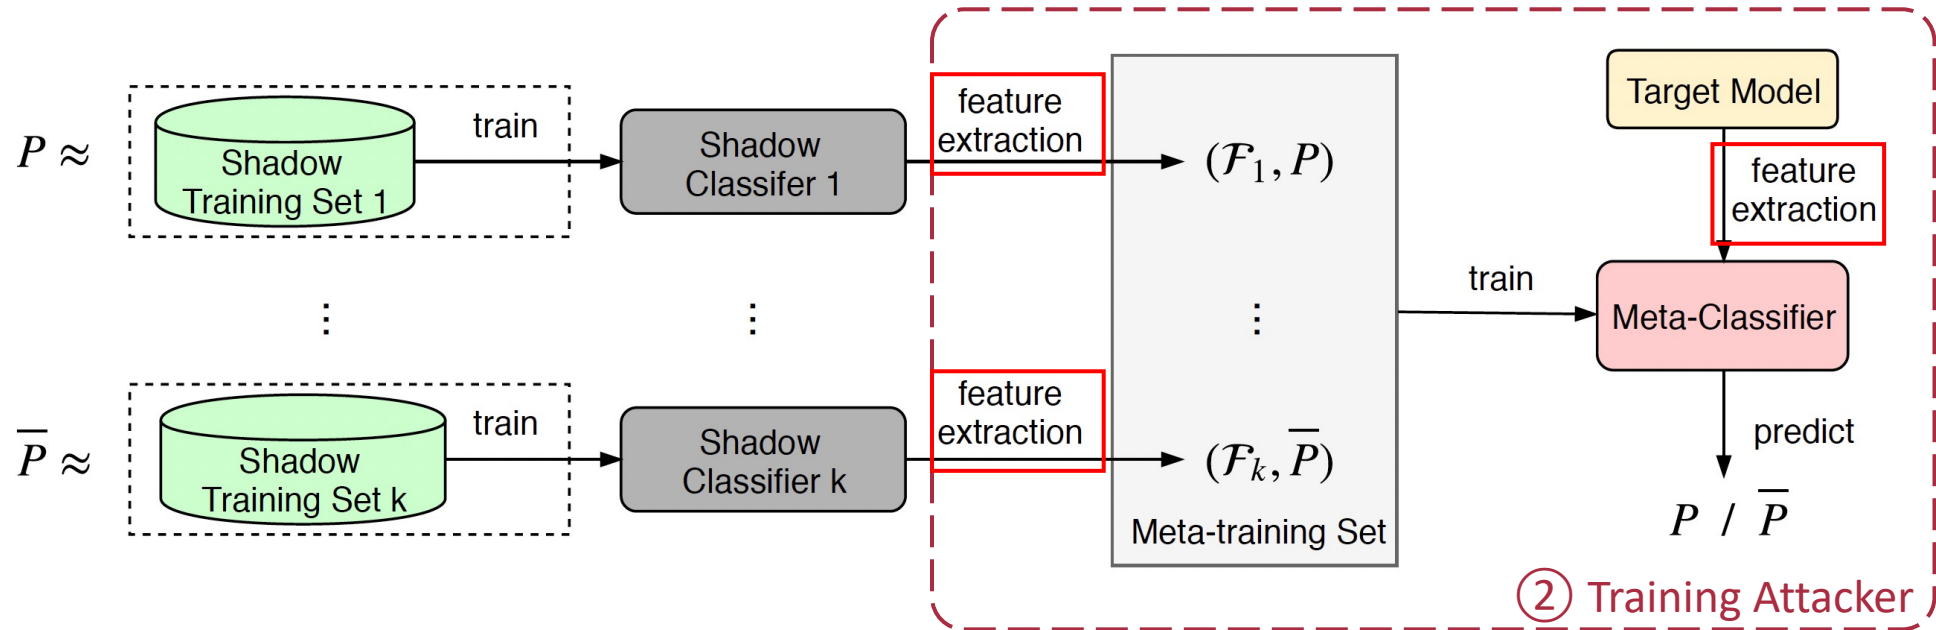 P ≈
Shadow
Training Set 1
train
Shadow
Classifer 1
feature
extraction
(ℱ₁, P)
Target Model
feature
extraction
⋮
⋮
⋮
train
Meta-Classifier
P̅ ≈
Shadow
Training Set k
train
Shadow
Classifier k
feature
extraction
(ℱₖ, P̅)
Meta-training Set
predict
P / P̅
② Training Attacker